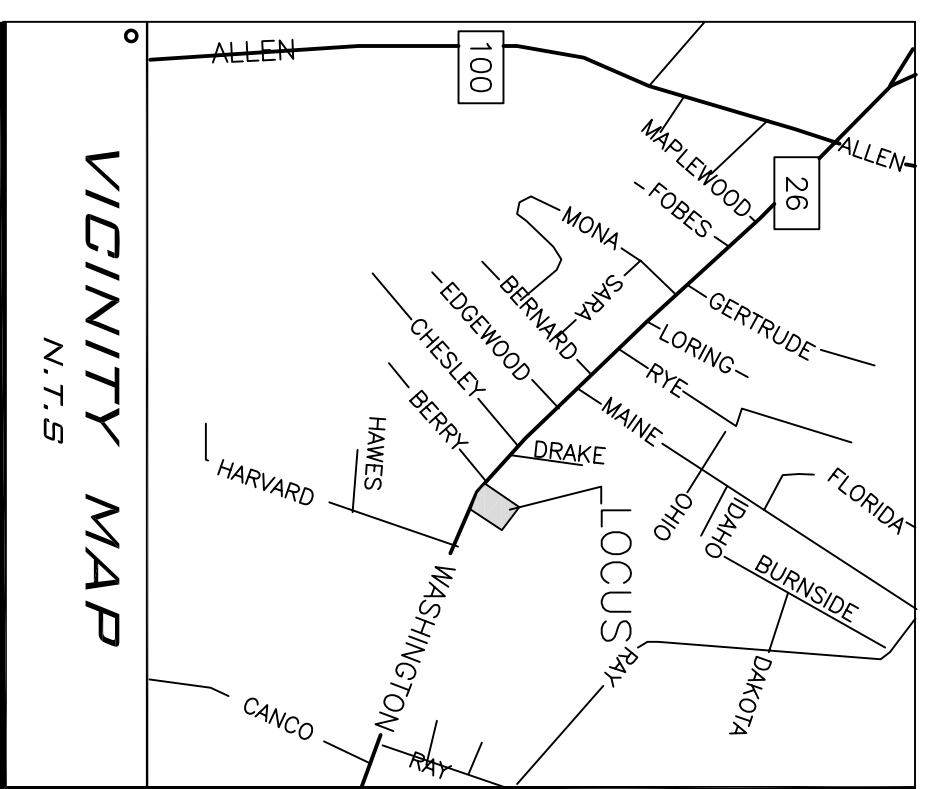 ALLEN
100
ALLEN
26
MAPLEWOOD
FOBES
MONA
SARA
BERNARD
EDGEWOOD
CHESLEY
BERRY
GERTRUDE
LORING
RYE
MAINE
DRAKE
HAWES
HARVARD
OHIO
IDAHO
FLORIDA
BURNSIDE
DAKOTA
LOCUS
RAY
WASHINGTON
CANCO
RAY
VICINITY MAP
N.T.S